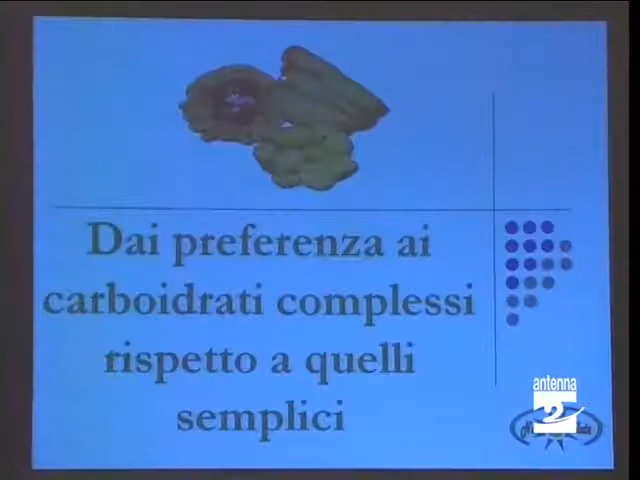 Dai preferenza ai
carboidrati complessi
rispetto a quelli
semplici
antenna
2